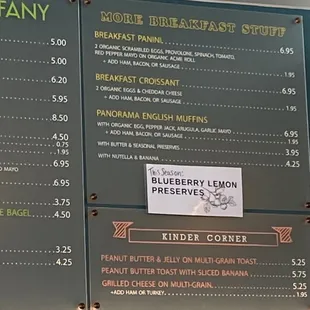 FANY
5.00
5.00
6.20
5.95
8.50
4.50
0.75
1.95
6.95
MAYO
3.75
E BAGEL
4.50
3.25
4.25
MORE BREAKFAST STUFF
BREAKFAST PANINI 6.95
2 ORGANIC SCRAMBLED EGGS, PROVOLONE, SPINACH, TOMATO,
RED PEPPER MAYO ON ORGANIC ACME ROLL
+ ADD HAM, BACON, OR SAUSAGE 1.95
BREAKFAST CROISSANT 6.95
2 ORGANIC EGGS & CHEDDAR CHEESE
+ ADD HAM, BACON, OR SAUSAGE 1.95
PANORAMA ENGLISH MUFFINS
WITH ORGANIC EGG, PEPPER JACK, ARUGULA, GARLIC MAYO 6.95
+ ADD HAM, BACON, OR SAUSAGE 1.95
WITH BUTTER & SEASONAL PRESERVES 3.95
WITH NUTELLA & BANANA 4.25
This Season:
BLUEBERRY LEMON
PRESERVES
KINDER CORNER
PEANUT BUTTER & JELLY ON MULTI-GRAIN TOAST 5.25
PEANUT BUTTER TOAST WITH SLICED BANANA 5.75
GRILLED CHEESE ON MULTI-GRAIN 5.25
+ADD HAM OR TURKEY 1.95